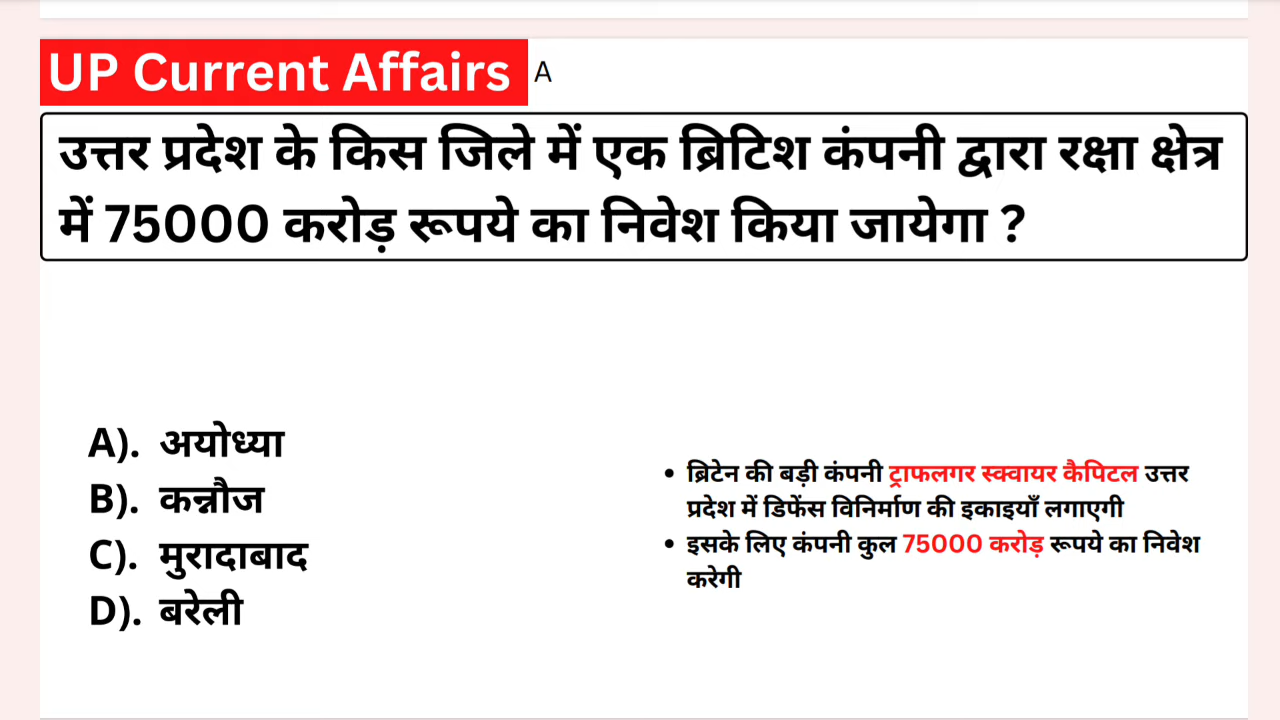 UP Current Affairs A
उत्तर प्रदेश के किस जिले में एक ब्रिटिश कंपनी द्वारा रक्षा क्षेत्र
में 75000 करोड़ रूपये का निवेश किया जायेगा ?
A). अयोध्या
B). कन्नौज
C). मुरादाबाद
D). बरेली
• ब्रिटेन की बड़ी कंपनी ट्राफलगर स्क्वायर कैपिटल उत्तर
प्रदेश में डिफेंस विनिर्माण की इकाइयाँ लगाएगी
• इसके लिए कंपनी कुल 75000 करोड़ रूपये का निवेश
करेगी